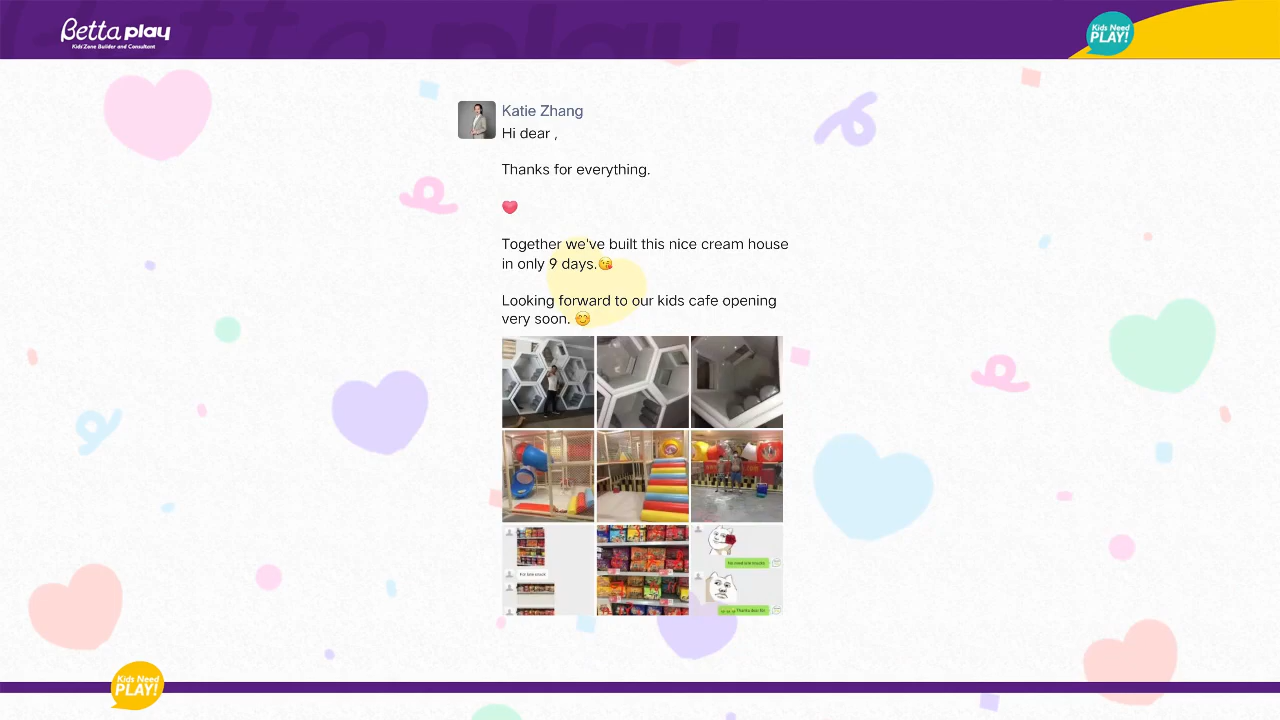 Betta play
Kids'Zone Builder and Consultant
Kids Need
PLAY!
Katie Zhang
Hi dear ,
Thanks for everything.
Together we've built this nice cream house
in only 9 days.
Looking forward to our kids cafe opening
very soon.
Kids Need
PLAY!